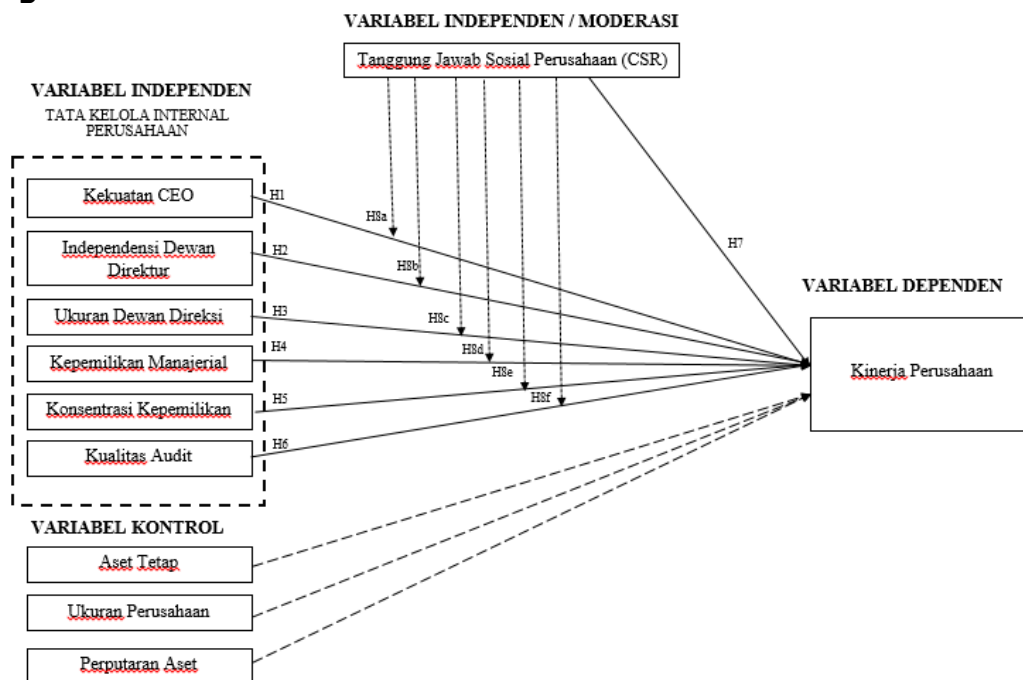 VARIABEL INDEPENDEN / MODERASI
Tanggung Jawab Sosial Perusahaan (CSR)
VARIABEL INDEPENDEN
TATA KELOLA INTERNAL
PERUSAHAAN
Kekuatan CEO
H1
Independensi Dewan
Direktur
H2
Ukuran Dewan Direksi
H3
Kepemilikan Manajerial
H4
Konsentrasi Kepemilikan
H5
Kualitas Audit
H6
H8a
H8b
H8c
H8d
H8e
H8f
H7
VARIABEL DEPENDEN
Kinerja Perusahaan
VARIABEL KONTROL
Aset Tetap
Ukuran Perusahaan
Perputaran Aset